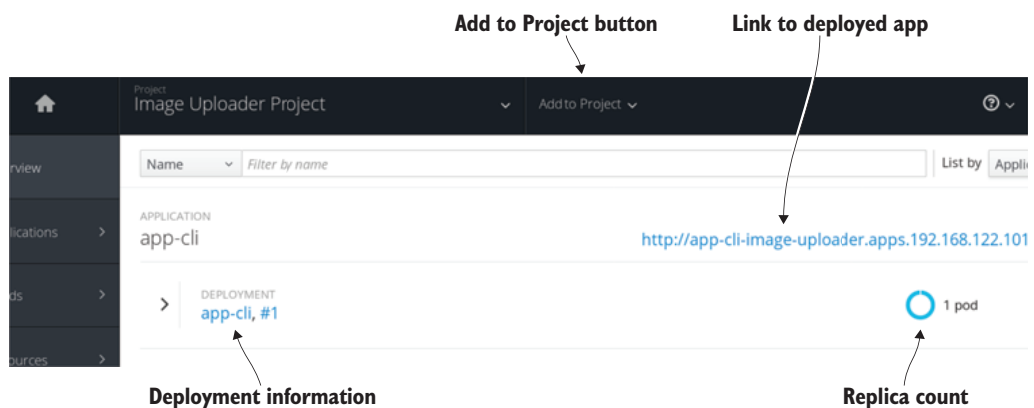 Add to Project button
Link to deployed app
Project
Image Uploader Project
Add to Project
rview
Name
Filter by name
List by
Applic
APPLICATION
app-cli
http://app-cli-image-uploader.apps.192.168.122.101
lications
DEPLOYMENT
app-cli, #1
1 pod
ds
ources
Deployment information
Replica count